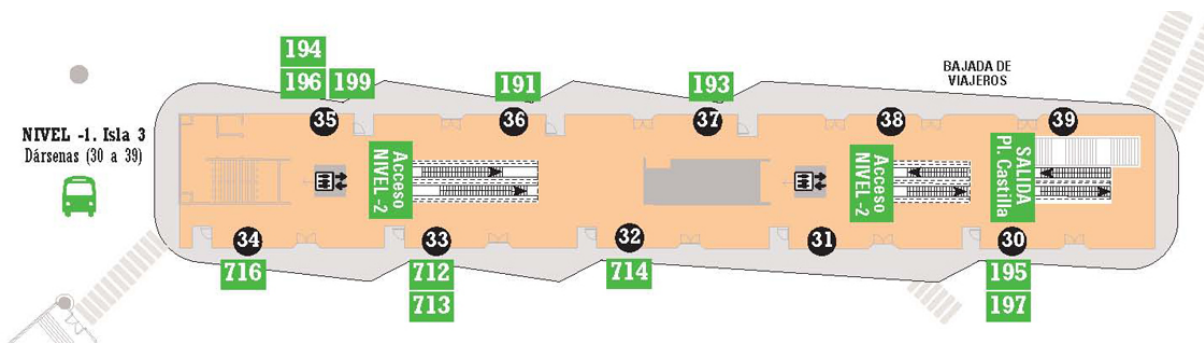 194
196 199
191
193
BAJADA DE
VIAJEROS
NIVEL -1. Isla 3
Dársenas (30 a 39)
35
36
37
38
39
Acceso
NIVEL -2
Acceso
NIVEL -2
SALIDA
Pl. Castilla
34
33
32
31
30
716
712
713
714
195
197